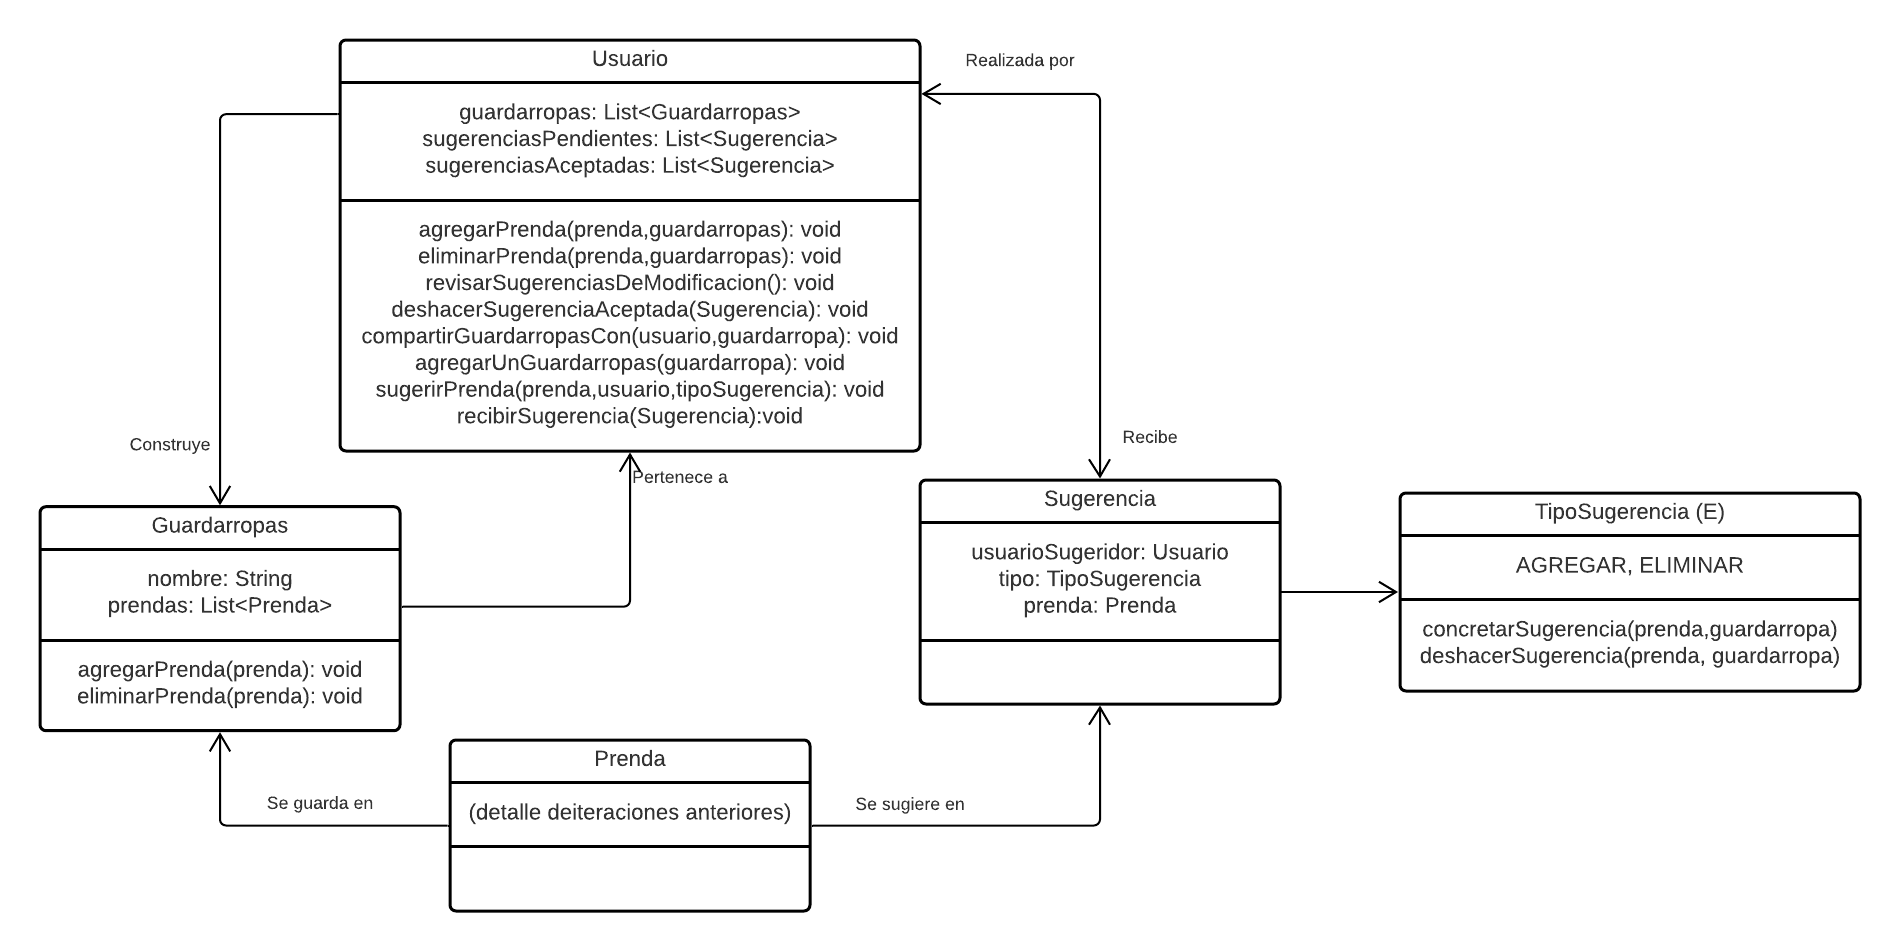 Usuario
guardarropas: List<Guardarropas>
sugerenciasPendientes: List<Sugerencia>
sugerenciasAceptadas: List<Sugerencia>
agregarPrenda(prenda,guardarropas): void
eliminarPrenda(prenda,guardarropas): void
revisarSugerenciasDeModificacion(): void
deshacerSugerenciaAceptada(Sugerencia): void
compartirGuardarropasCon(usuario,guardarropa): void
agregarUnGuardarropas(guardarropa): void
sugerirPrenda(prenda,usuario,tipoSugerencia): void
recibirSugerencia(Sugerencia):void
Realizada por
Construye
Pertenece a
Recibe
Guardarropas
nombre: String
prendas: List<Prenda>
agregarPrenda(prenda): void
eliminarPrenda(prenda): void
Sugerencia
usuarioSugeridor: Usuario
tipo: TipoSugerencia
prenda: Prenda
TipoSugerencia (E)
AGREGAR, ELIMINAR
concretarSugerencia(prenda,guardarropa)
deshacerSugerencia(prenda, guardarropa)
Prenda
(detalle deiteraciones anteriores)
Se guarda en
Se sugiere en